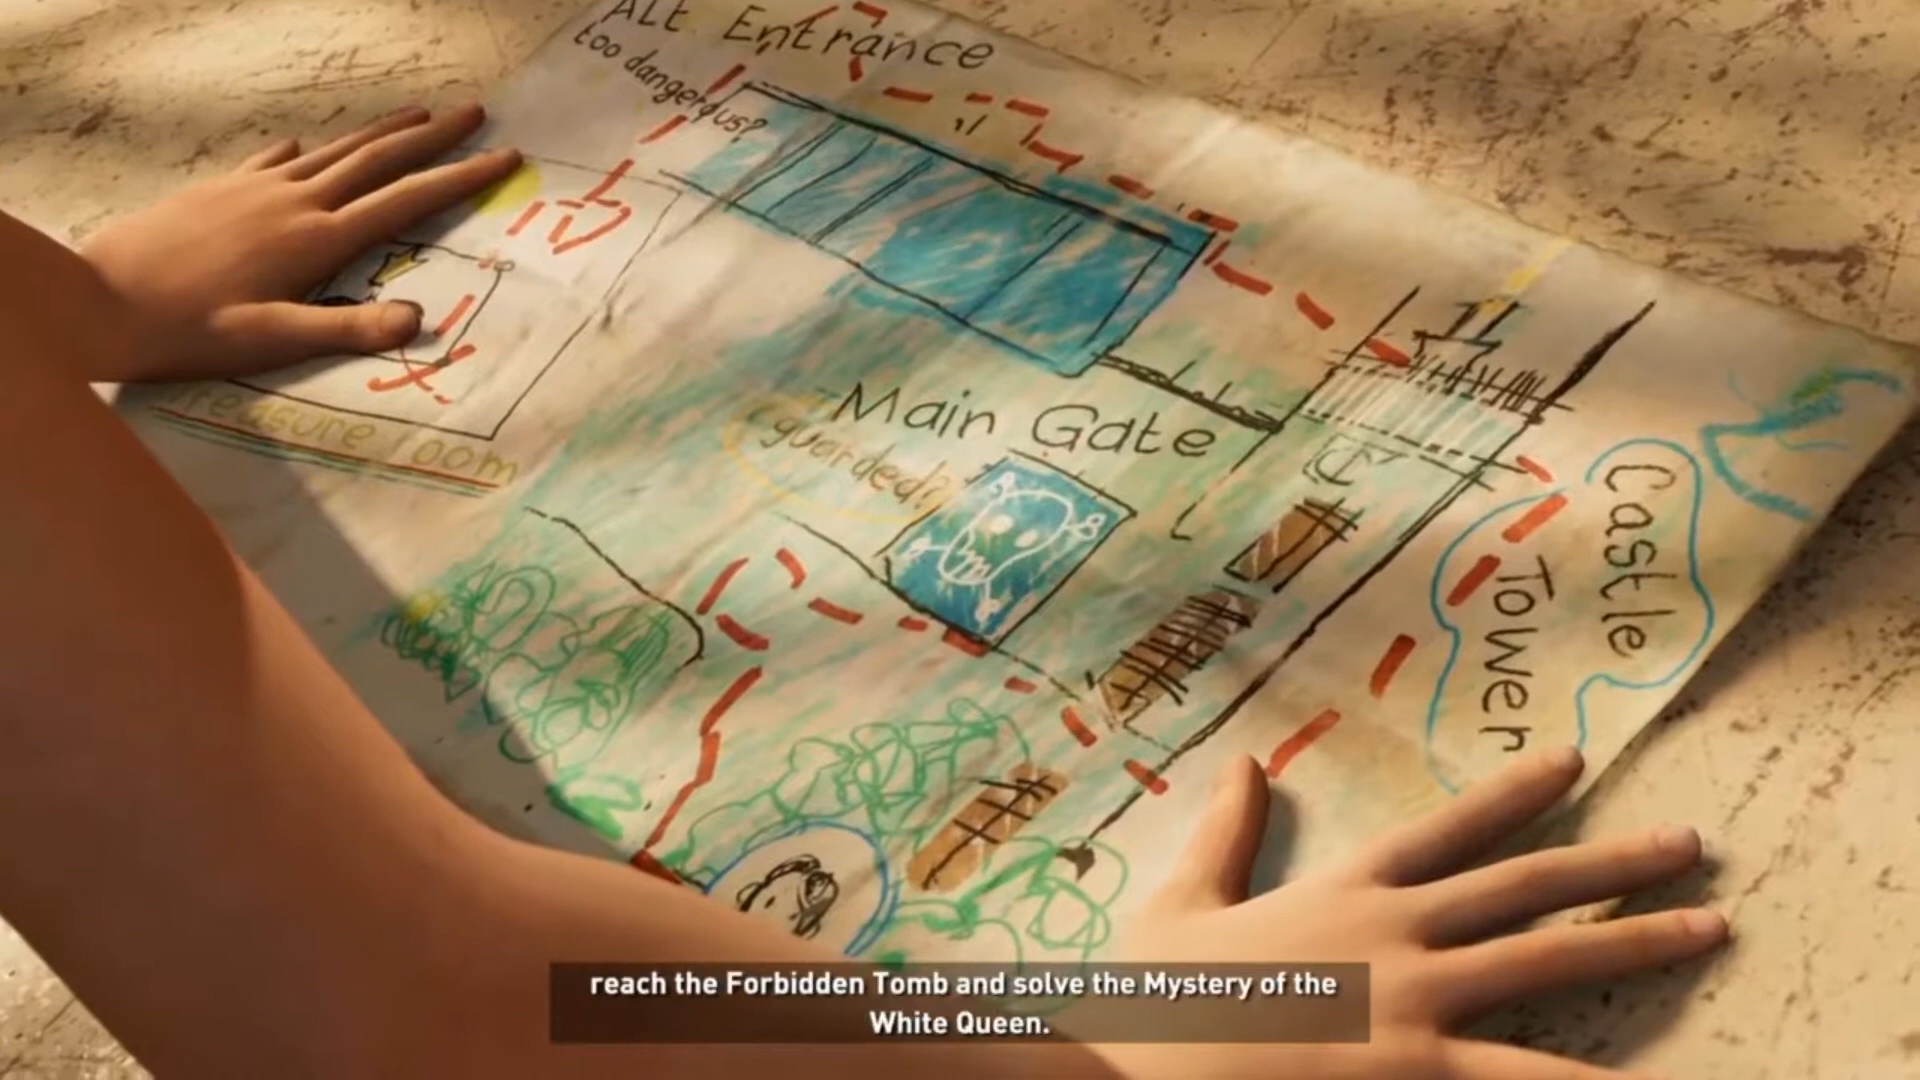 ALt. Entrance
too dangerous?
Main Gate
guarded?
treasure room
Castle
Tower
reach the Forbidden Tomb and solve the Mystery of the
White Queen.